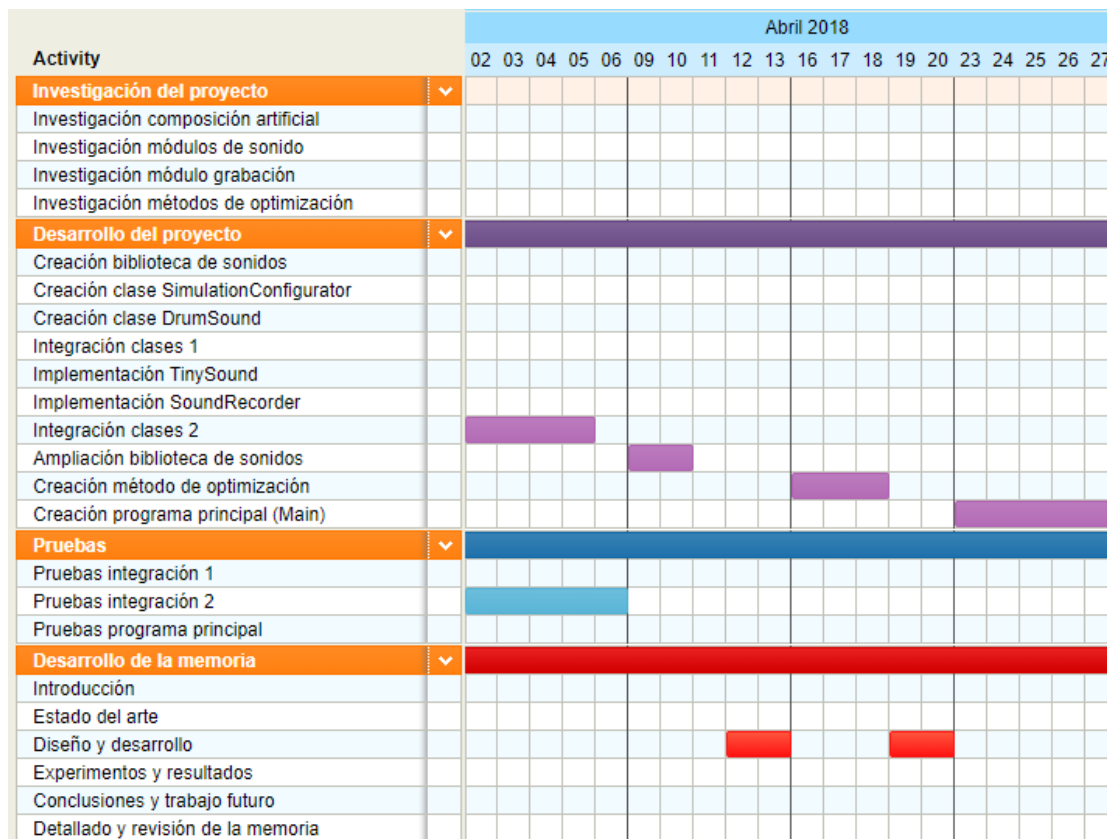 Abril 2018
Activity 02 03 04 05 06 09 10 11 12 13 16 17 18 19 20 23 24 25 26 27
Investigación del proyecto
Investigación composición artificial
Investigación módulos de sonido
Investigación módulo grabación
Investigación métodos de optimización
Desarrollo del proyecto
Creación biblioteca de sonidos
Creación clase SimulationConfigurator
Creación clase DrumSound
Integración clases 1
Implementación TinySound
Implementación SoundRecorder
Integración clases 2
Ampliación biblioteca de sonidos
Creación método de optimización
Creación programa principal (Main)
Pruebas
Pruebas integración 1
Pruebas integración 2
Pruebas programa principal
Desarrollo de la memoria
Introducción
Estado del arte
Diseño y desarrollo
Experimentos y resultados
Conclusiones y trabajo futuro
Detallado y revisión de la memoria